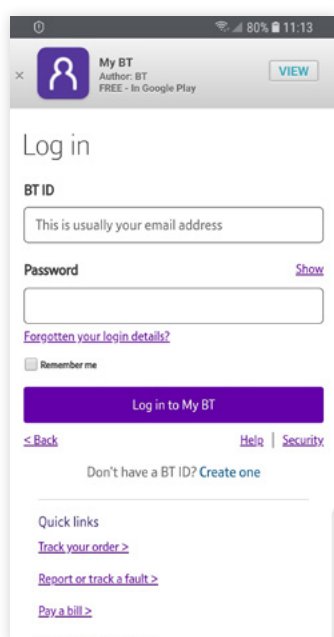 80% 11:13
× My BT
Author: BT
FREE - In Google Play
VIEW
Log in
BT ID
This is usually your email address
Password Show
Forgotten your login details?
Remember me
Log in to My BT
< Back Help | Security
Don't have a BT ID? Create one
Quick links
Track your order >
Report or track a fault >
Pay a bill >